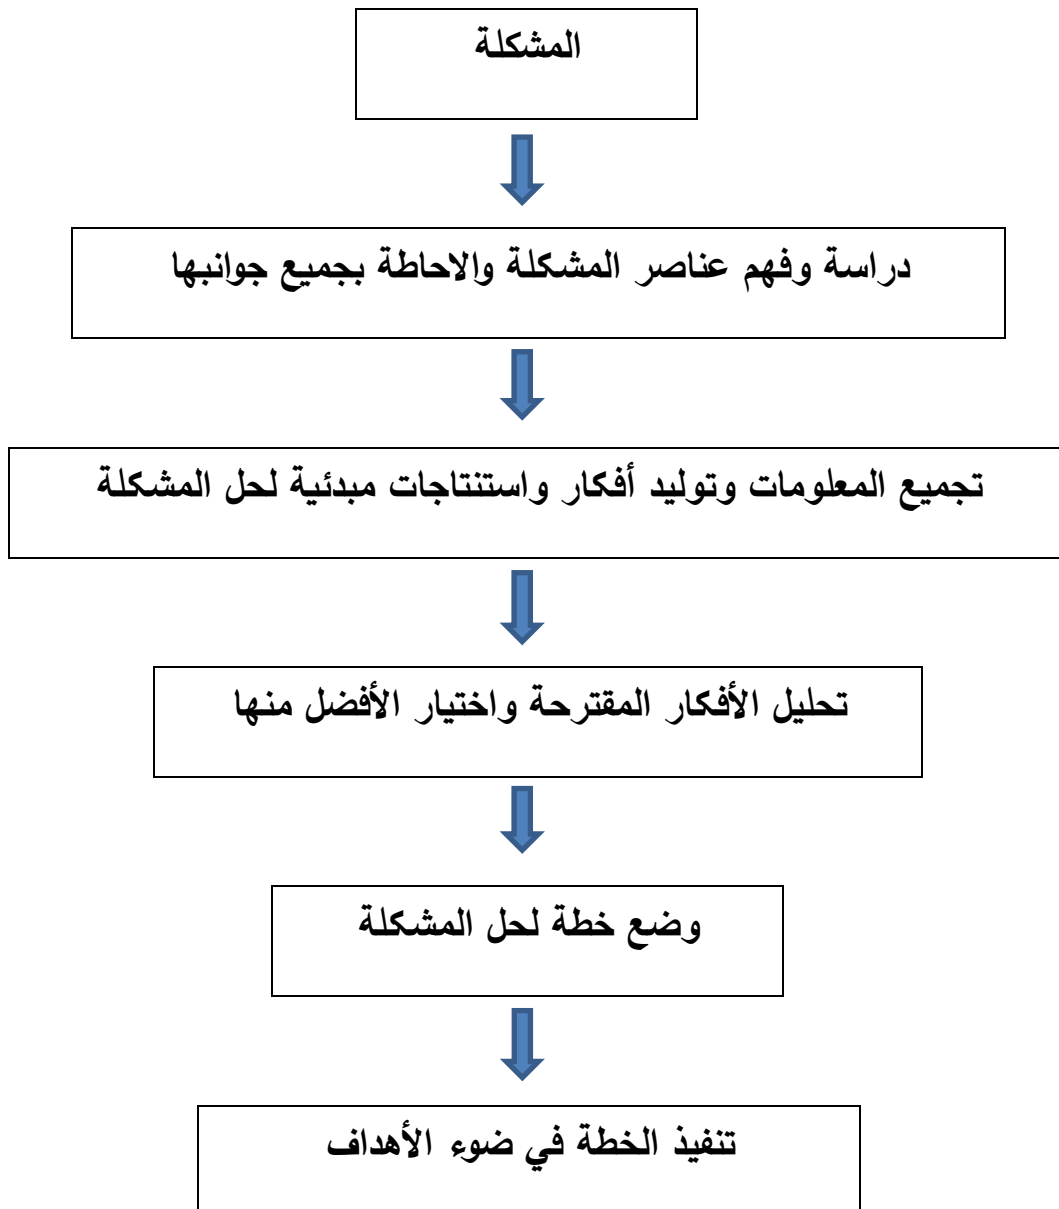 المشكلة
دراسة وفهم عناصر المشكلة والاحاطة بجميع جوانبها
تجميع المعلومات وتوليد أفكار واستنتاجات مبدئية لحل المشكلة
تحليل الأفكار المقترحة واختيار الأفضل منها
وضع خطة لحل المشكلة
تنفيذ الخطة في ضوء الأهداف